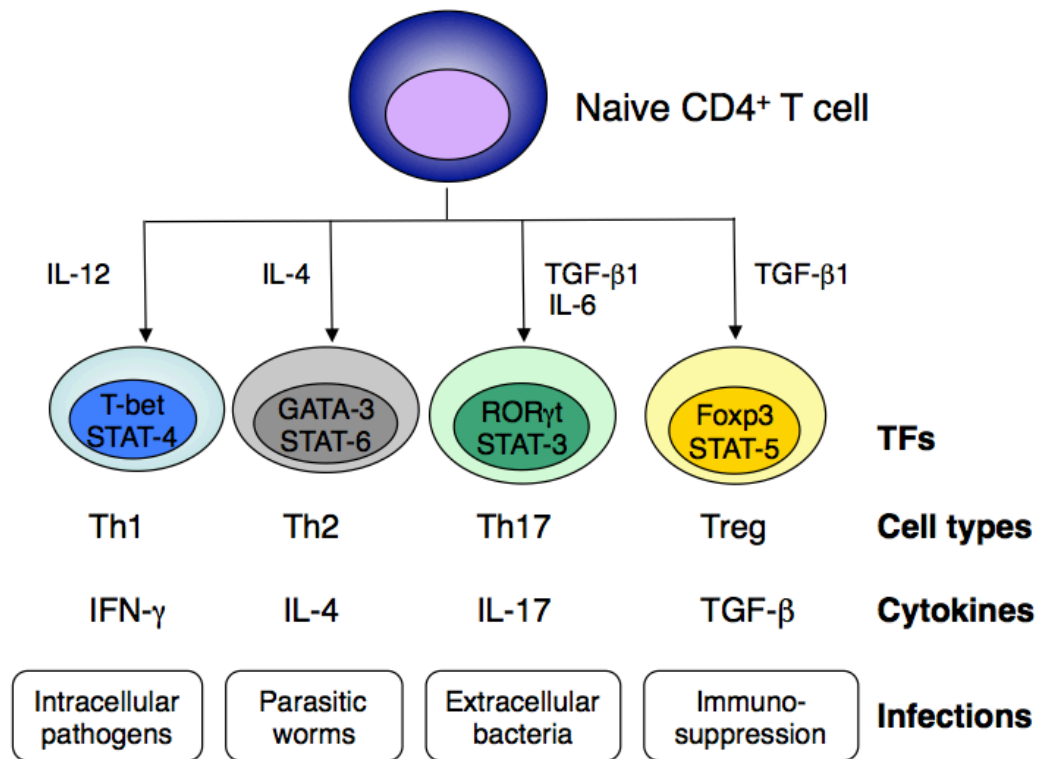 Naive CD4⁺ T cell
IL-12
IL-4
TGF-β1
IL-6
TGF-β1
T-bet
STAT-4
GATA-3
STAT-6
RORγt
STAT-3
Foxp3
STAT-5
TFs
Th1 Th2 Th17 Treg Cell types
IFN-γ IL-4 IL-17 TGF-β Cytokines
Intracellular
pathogens
Parasitic
worms
Extracellular
bacteria
Immuno-
suppression
Infections